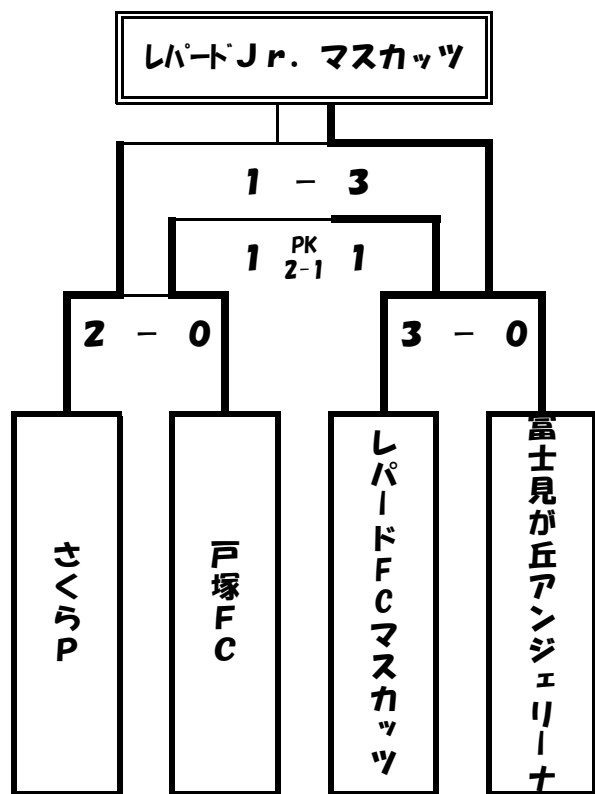 レパードJr. マスカッツ
1 - 3
1 PK 2-1 1
2 - 0
3 - 0
さくらP
戸塚FC
レパードFCマスカッツ
富士見が丘アンジェリーナ